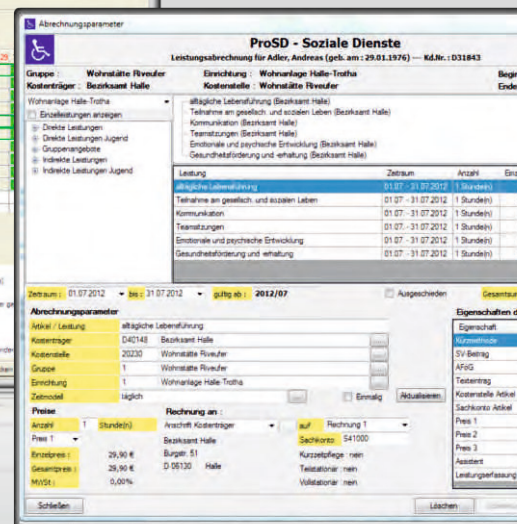 Abrechnungsparameter
ProSD - Soziale Dienste
Leistungsabrechnung für Adler, Andreas (geb. am : 29.01.1976) --- Kd.Nr. : D31843
Gruppe : Wohnstätte Riveufer Einrichtung : Wohnanlage Halle-Trotha Begin
Kostenträger : Bezirksamt Halle Kostenstelle : Wohnstätte Riveufer Ende
Wohnanlage Halle-Trotha
Einzelleistungen anzeigen
Direkte Leistungen
Direkte Leistungen Jugend
Gruppenangebote
Indirekte Leistungen
Indirekte Leistungen Jugend
alltägliche Lebensführung (Bezirksamt Halle)
Teilnahme am gesellsch. und sozialen Leben (Bezirksamt Halle)
Kommunikation (Bezirksamt Halle)
Teamsitzungen (Bezirksamt Halle)
Emotionale und psychische Entwicklung (Bezirksamt Halle)
Gesundheitsförderung und -erhaltung (Bezirksamt Halle)
Leistung Zeitraum Anzahl Einz
alltägliche Lebensführung 01.07. - 31.07.2012 1 Stunde(n)
Teilnahme am gesellsch. und sozialen Leben 01.07. - 31.07.2012 1 Stunde(n)
Kommunikation 01.07. - 31.07.2012 1 Stunde(n)
Teamsitzungen 01.07. - 31.07.2012 1 Stunde(n)
Emotionale und psychische Entwicklung 01.07. - 31.07.2012 1 Stunde(n)
Gesundheitsförderung und -erhaltung 01.07. - 31.07.2012 1 Stunde(n)
Zeitraum : 01.07.2012 bis : 31.07.2012 gültig ab : 2012/07 Ausgeschieden Gesamtsum
Abrechnungsparameter Eigenschaften d
Artikel / Leistung alltägliche Lebensführung Eigenschaft
Kostenträger D40148 Bezirksamt Halle ... Kürzmethode
Kostenstelle 20230 Wohnstätte Riveufer ... SV-Beitrag
Gruppe 1 Wohnstätte Riveufer ... AFöG
Einrichtung 1 Wohnanlage Halle-Trotha ... Texteintrag
Zeitmodell täglich ... Einmalig Aktualisieren Kostenstelle Artikel
Preise Rechnung an : Sachkonto Artikel
Anzahl 1 Stunde(n) Anschrift Kostenträger auf Rechnung 1 Preis 1
Preis 1 Bezirksamt Halle Sachkonto 541000 Preis 2
Einzelpreis : 29,90 € Burgstr. 51 Kurzzeitpflege : nein Preis 3
Gesamtpreis : 29,90 € D 06130 Halle Teilstationär : nein Assistent
MWSt : 0,00% Vollstationär : nein Leistungserfassung
Schließen Löschen